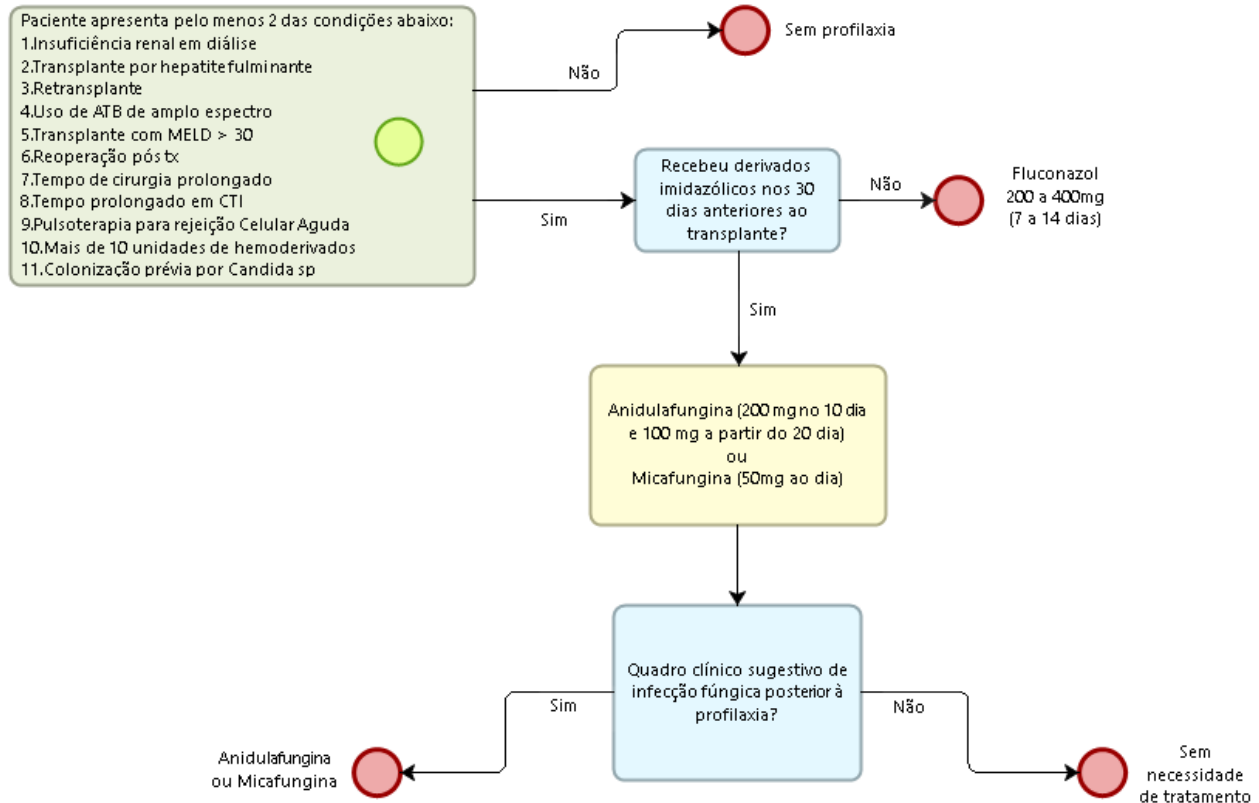 Paciente apresenta pelo menos 2 das condições abaixo:
1.Insuficiência renal em diálise
2.Transplante por hepatite fulminante
3.Retransplante
4.Uso de ATB de amplo espectro
5.Transplante com MELD > 30
6.Reoperação pós tx
7.Tempo de cirurgia prolongado
8.Tempo prolongado em CTI
9.Pulsoterapia para rejeição Celular Aguda
10.Mais de 10 unidades de hemoderivados
11.Colonização prévia por Candida sp
Não
Sem profilaxia
Sim
Recebeu derivados
imidazólicos nos 30
dias anteriores ao
transplante?
Não
Fluconazol
200 a 400mg
(7 a 14 dias)
Sim
Anidulafungina (200 mg no 10 dia
e 100 mg a partir do 20 dia)
ou
Micafungina (50mg ao dia)
Quadro clínico sugestivo de
infecção fúngica posterior à
profilaxia?
Sim
Anidulafungina
ou Micafungina
Não
Sem
necessidade
de tratamento